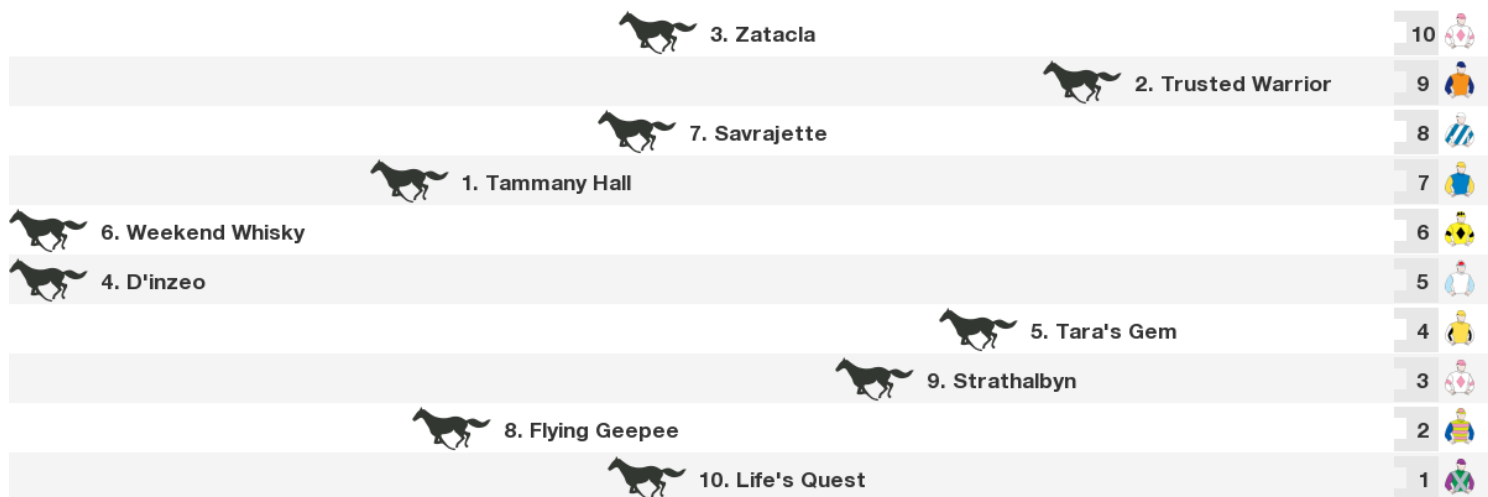 3. Zatacla 10
2. Trusted Warrior 9
7. Savrajette 8
1. Tammany Hall 7
6. Weekend Whisky 6
4. D'inzeo 5
5. Tara's Gem 4
9. Strathalbyn 3
8. Flying Geepee 2
10. Life's Quest 1